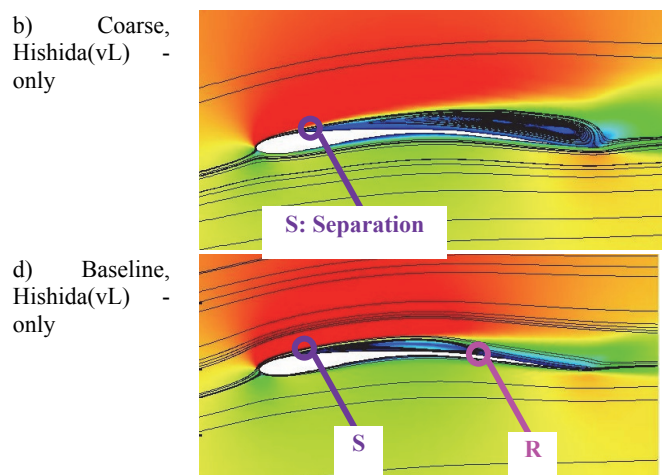 b) Coarse,
Hishida(vL) -
only
S: Separation
d) Baseline,
Hishida(vL) -
only
S
R